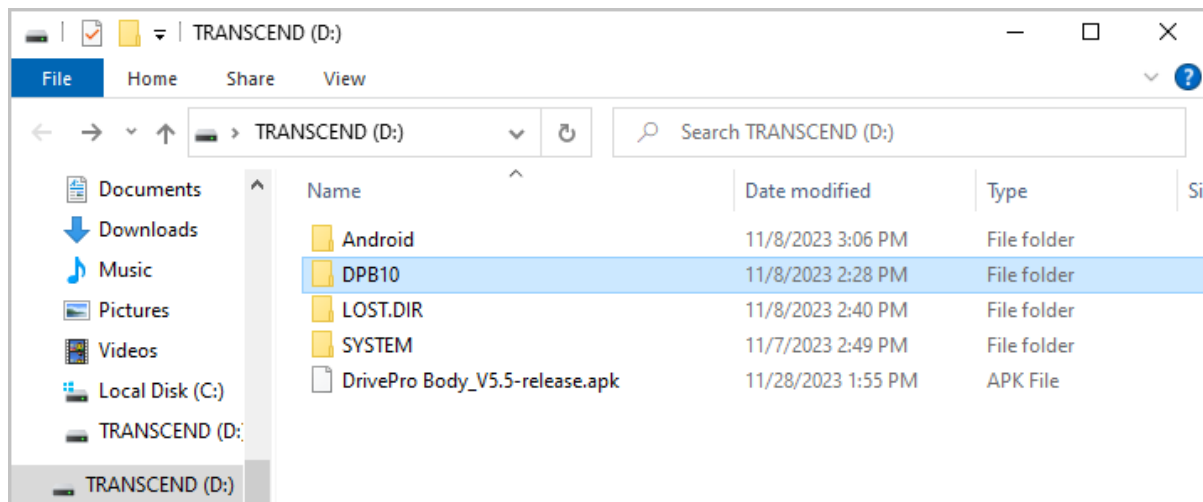 TRANSCEND (D:)
File Home Share View
TRANSCEND (D:) Search TRANSCEND (D:)
Documents
Downloads
Music
Pictures
Videos
Local Disk (C:)
TRANSCEND (D:
TRANSCEND (D:)
Name Date modified Type Si
Android 11/8/2023 3:06 PM File folder
DPB10 11/8/2023 2:28 PM File folder
LOST.DIR 11/8/2023 2:40 PM File folder
SYSTEM 11/7/2023 2:49 PM File folder
DrivePro Body_V5.5-release.apk 11/28/2023 1:55 PM APK File